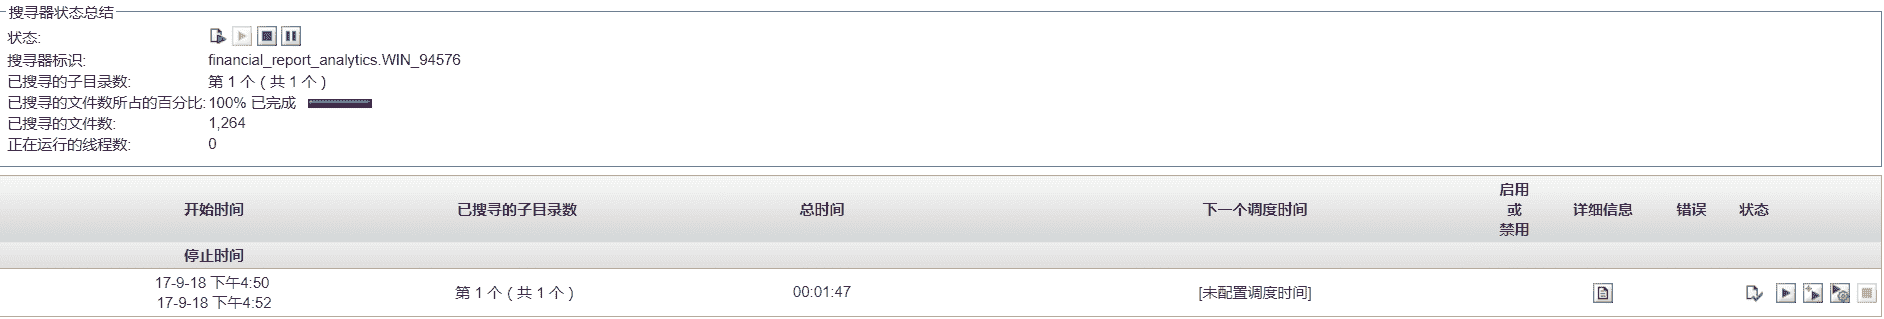 搜寻器状态总结
状态:
搜寻器标识: financial_report_analytics.WIN_94576
已搜寻的子目录数: 第 1 个 ( 共 1 个 )
已搜寻的文件数所占的百分比: 100% 已完成
已搜寻的文件数: 1,264
正在运行的线程数: 0
开始时间 已搜寻的子目录数 总时间 下一个调度时间 启用或禁用 详细信息 错误 状态
停止时间
17-9-18 下午4:50
17-9-18 下午4:52
第 1 个 ( 共 1 个 ) 00:01:47 [未配置调度时间]